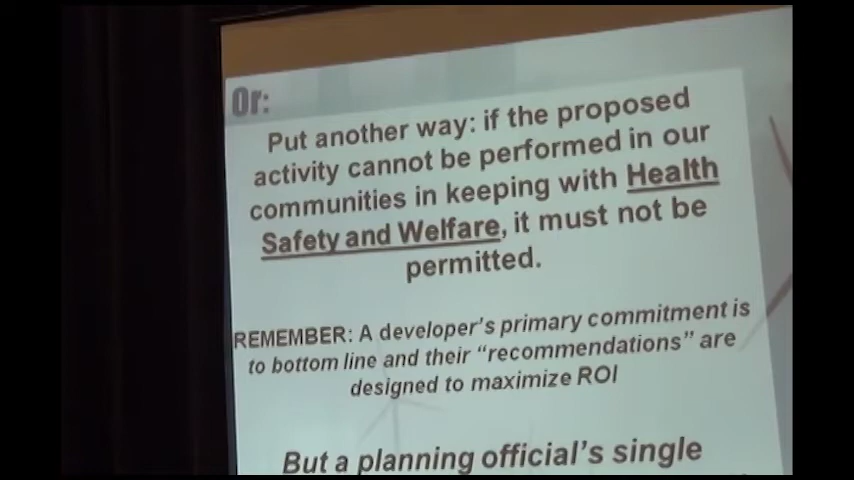 Or:
Put another way: if the proposed
activity cannot be performed in our
communities in keeping with Health
Safety and Welfare, it must not be
permitted.
REMEMBER: A developer's primary commitment is
to bottom line and their “recommendations” are
designed to maximize ROI
But a planning official's single